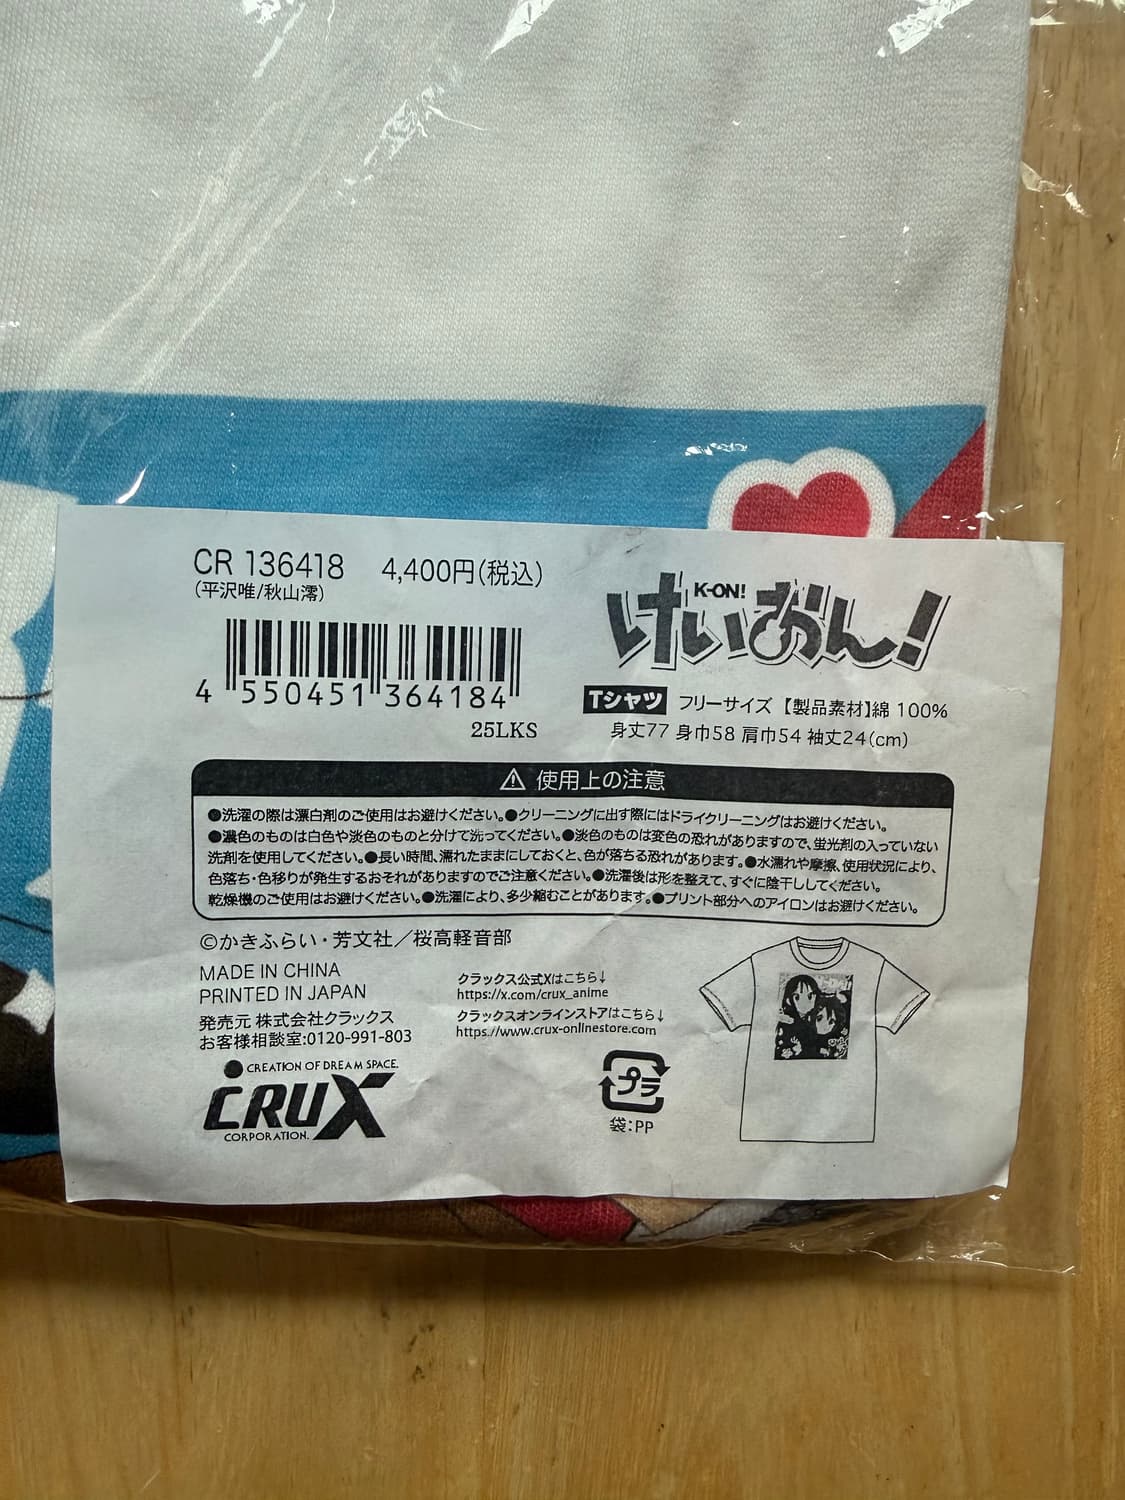 CR 136418 4,400円(税込)
(平沢唯/秋山澪)
4 550451 364184
25LKS
けいおん!
K-ON!
Tシャツ フリーサイズ 【製品素材】綿 100%
身丈77 身巾58 肩巾54 袖丈24(cm)
⚠ 使用上の注意
●洗濯の際は漂白剤のご使用はお避けください。●クリーニングに出す際にはドライクリーニングはお避けください。
●濃色のものは白色や淡色のものと分けて洗ってください。●淡色のものは変色の恐れがありますので、蛍光剤の入っていない
洗剤を使用してください。●長い時間、濡れたままにしておくと、色が落ちる恐れがあります。●水濡れや摩擦、使用状況により、
色落ち・色移りが発生するおそれがありますのでご注意ください。●洗濯後は形を整えて、すぐに陰干ししてください。
乾燥機のご使用はお避けください。●洗濯により、多少縮むことがあります。●プリント部分へのアイロンはお避けください。
©かきふらい・芳文社／桜高軽音部
MADE IN CHINA
PRINTED IN JAPAN
発売元 株式会社クラックス
お客様相談室:0120-991-803
クラックス公式Xはこちら↓
https://x.com/crux_anime
クラックスオンラインストアはこちら↓
https://www.crux-onlinestore.com
CREATION OF DREAM SPACE.
CRUX
CORPORATION.
プラ
袋:PP